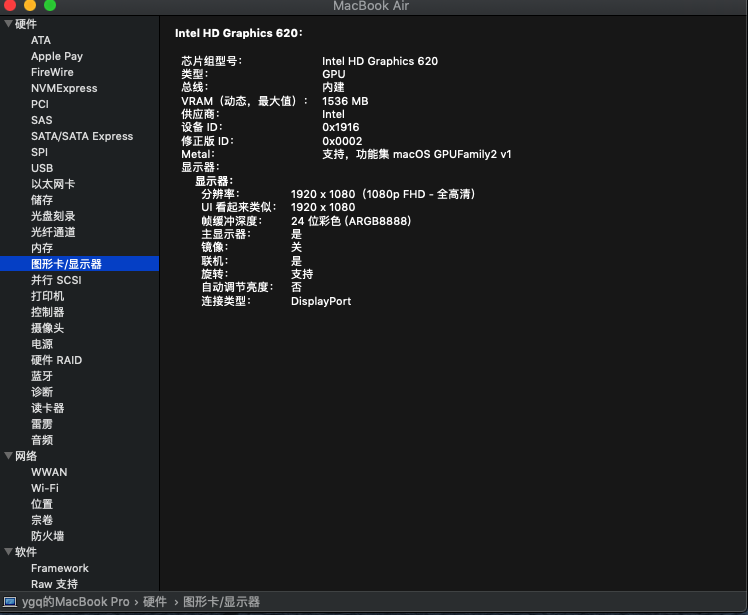 MacBook Air
硬件
ATA
Apple Pay
FireWire
NVMExpress
PCI
SAS
SATA/SATA Express
SPI
USB
以太网卡
储存
光盘刻录
光纤通道
内存
图形卡/显示器
并行 SCSI
打印机
控制器
摄像头
电源
硬件 RAID
蓝牙
诊断
读卡器
雷雳
音频
网络
WWAN
Wi-Fi
位置
宗卷
防火墙
软件
Framework
Raw 支持
Intel HD Graphics 620：
芯片组型号： Intel HD Graphics 620
类型： GPU
总线： 内建
VRAM（动态，最大值）： 1536 MB
供应商： Intel
设备 ID： 0x1916
修正版 ID： 0x0002
Metal： 支持，功能集 macOS GPUFamily2 v1
显示器：
显示器：
分辨率： 1920 x 1080（1080p FHD - 全高清）
UI 看起来类似： 1920 x 1080
帧缓冲深度： 24 位彩色 (ARGB8888)
主显示器： 是
镜像： 关
联机： 是
旋转： 支持
自动调节亮度： 否
连接类型： DisplayPort
ygq的MacBook Pro › 硬件 › 图形卡/显示器